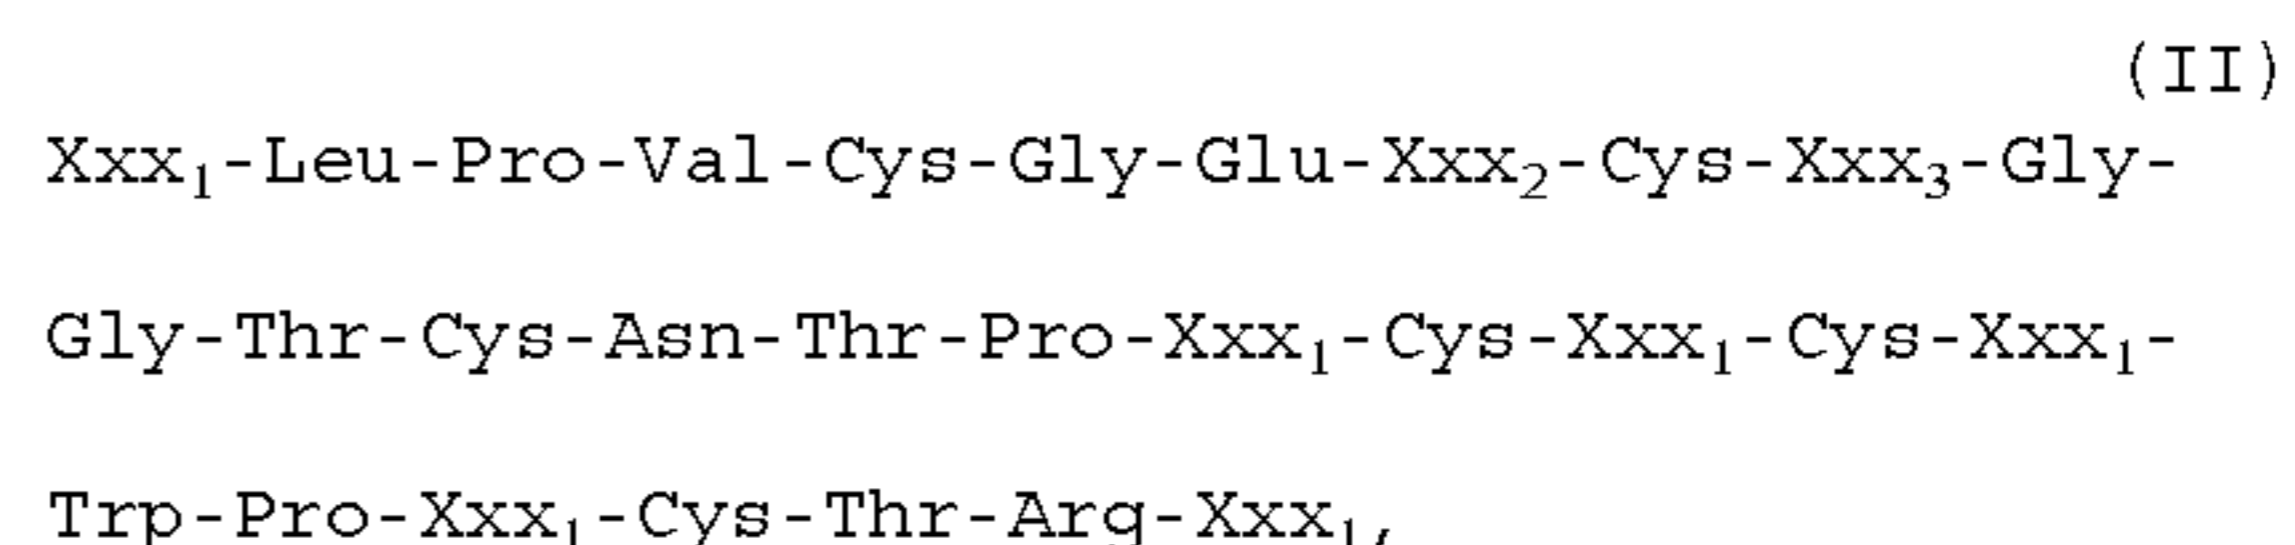 (II)
Xxx₁-Leu-Pro-Val-Cys-Gly-Glu-Xxx₂-Cys-Xxx₃-Gly-
Gly-Thr-Cys-Asn-Thr-Pro-Xxx₁-Cys-Xxx₁-Cys-Xxx₁-
Trp-Pro-Xxx₁-Cys-Thr-Arg-Xxx₁,